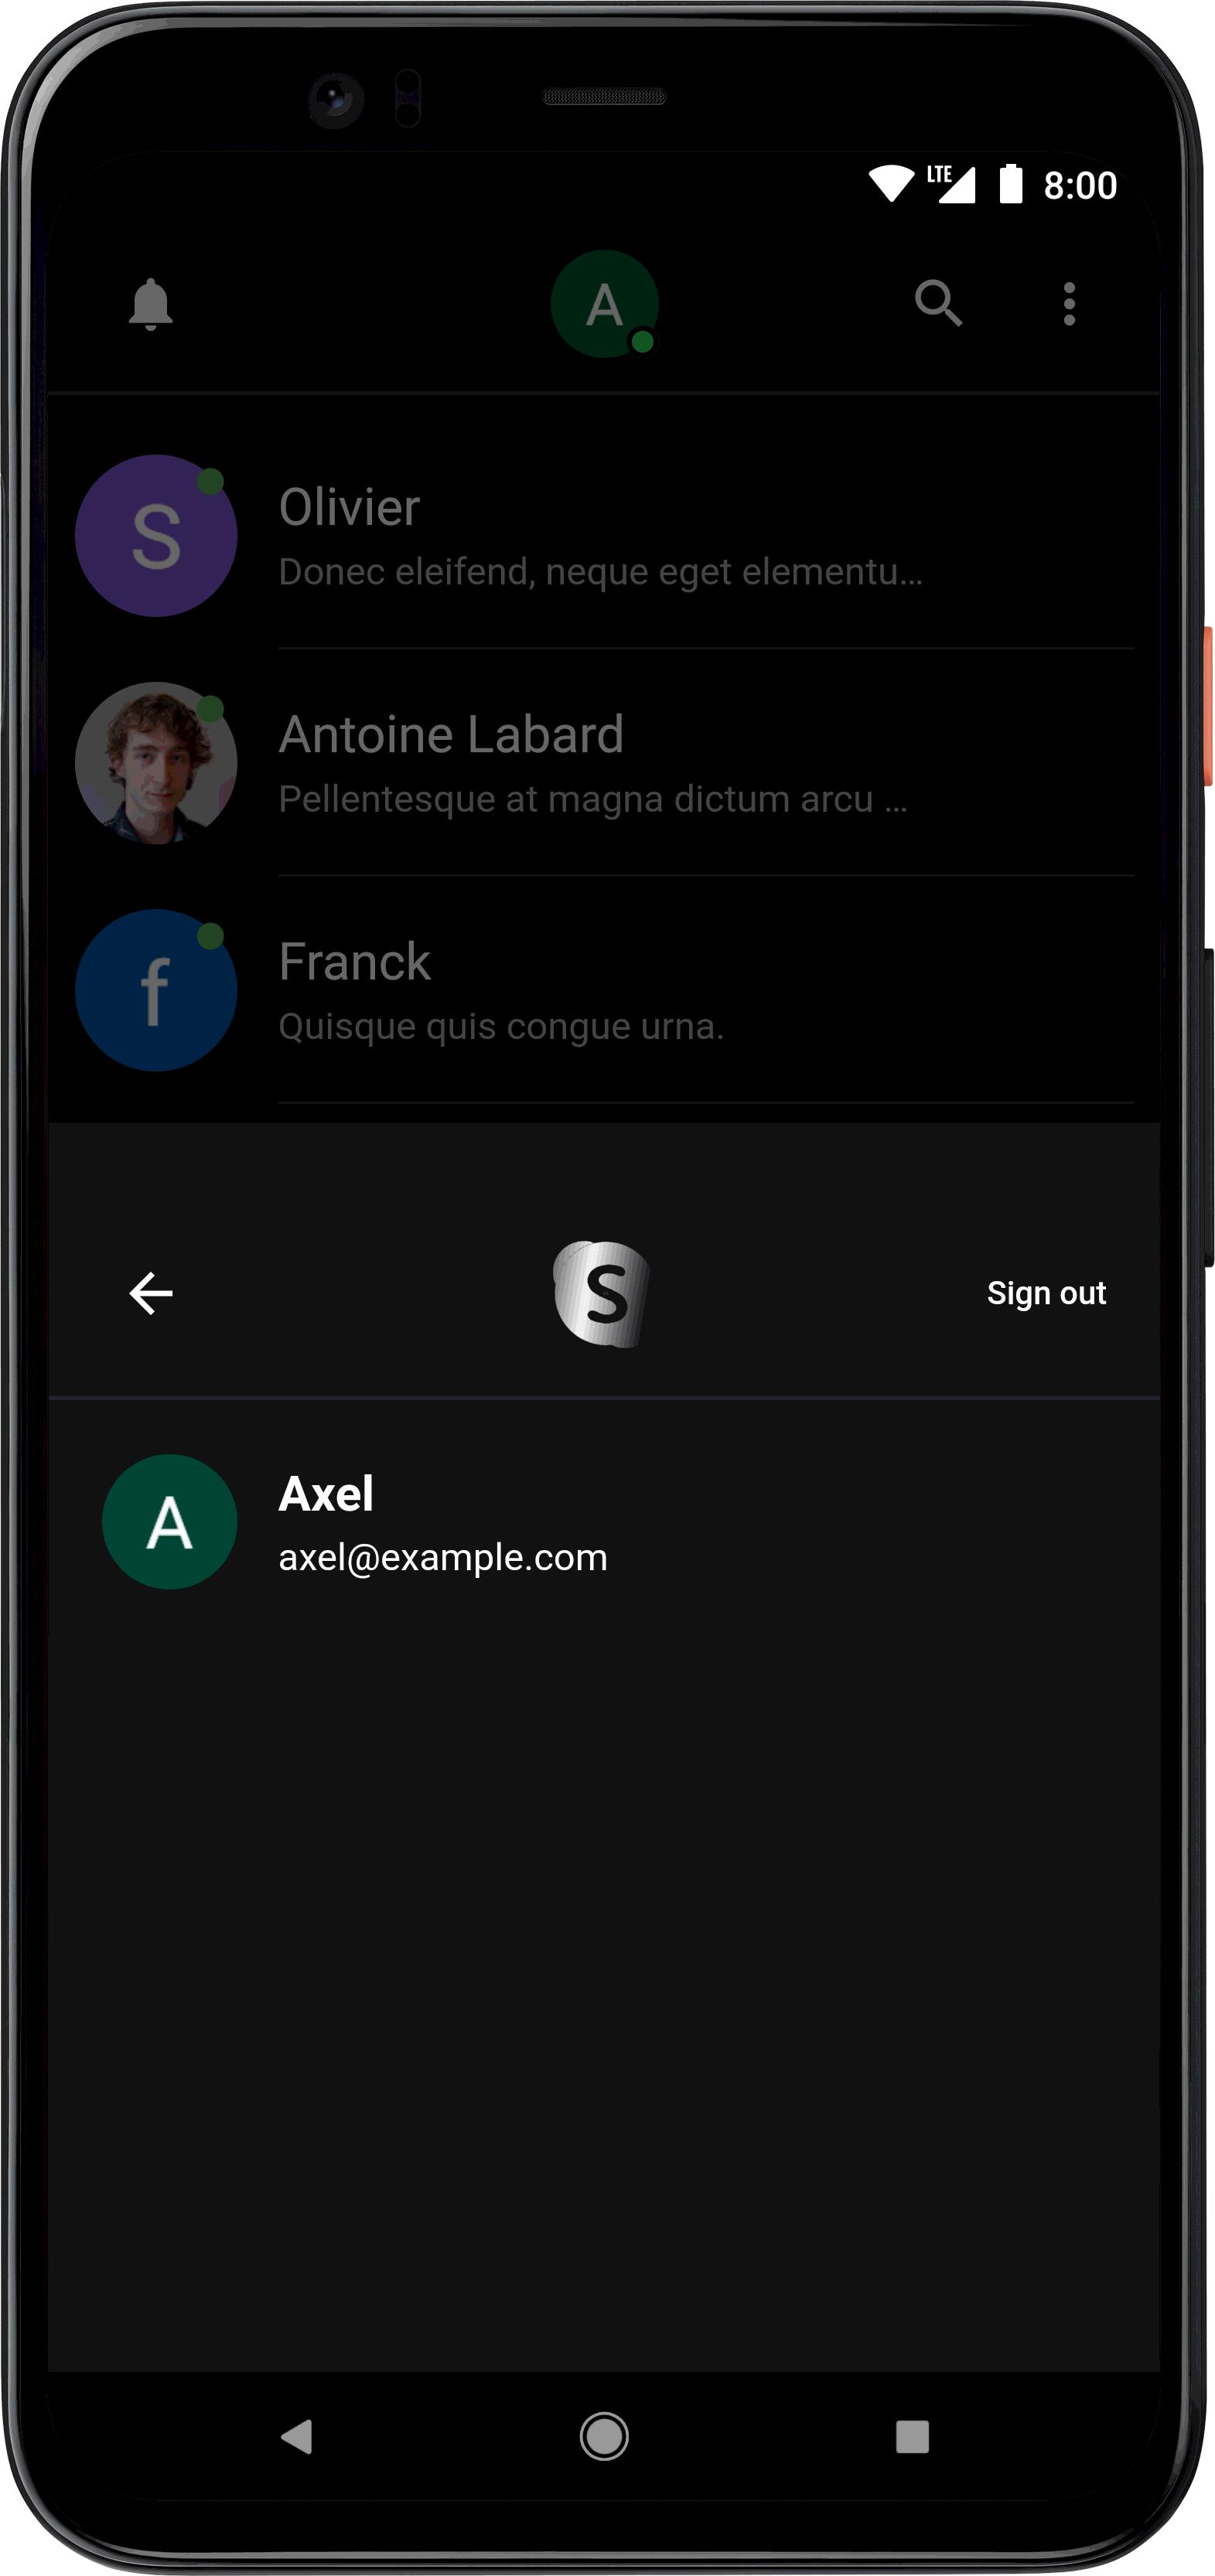 LTE 8:00
A
S
Olivier
Donec eleifend, neque eget elementu...
Antoine Labard
Pellentesque at magna dictum arcu ...
f
Franck
Quisque quis congue urna.
S
Sign out
A
Axel
axel@example.com